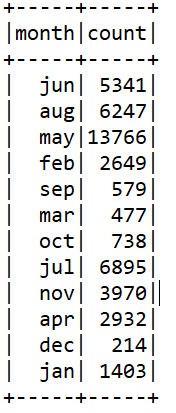 +-----+-----+
|month|count|
+-----+-----+
|  jun| 5341|
|  aug| 6247|
|  may|13766|
|  feb| 2649|
|  sep|  579|
|  mar|  477|
|  oct|  738|
|  jul| 6895|
|  nov| 3970|
|  apr| 2932|
|  dec|  214|
|  jan| 1403|
+-----+-----+